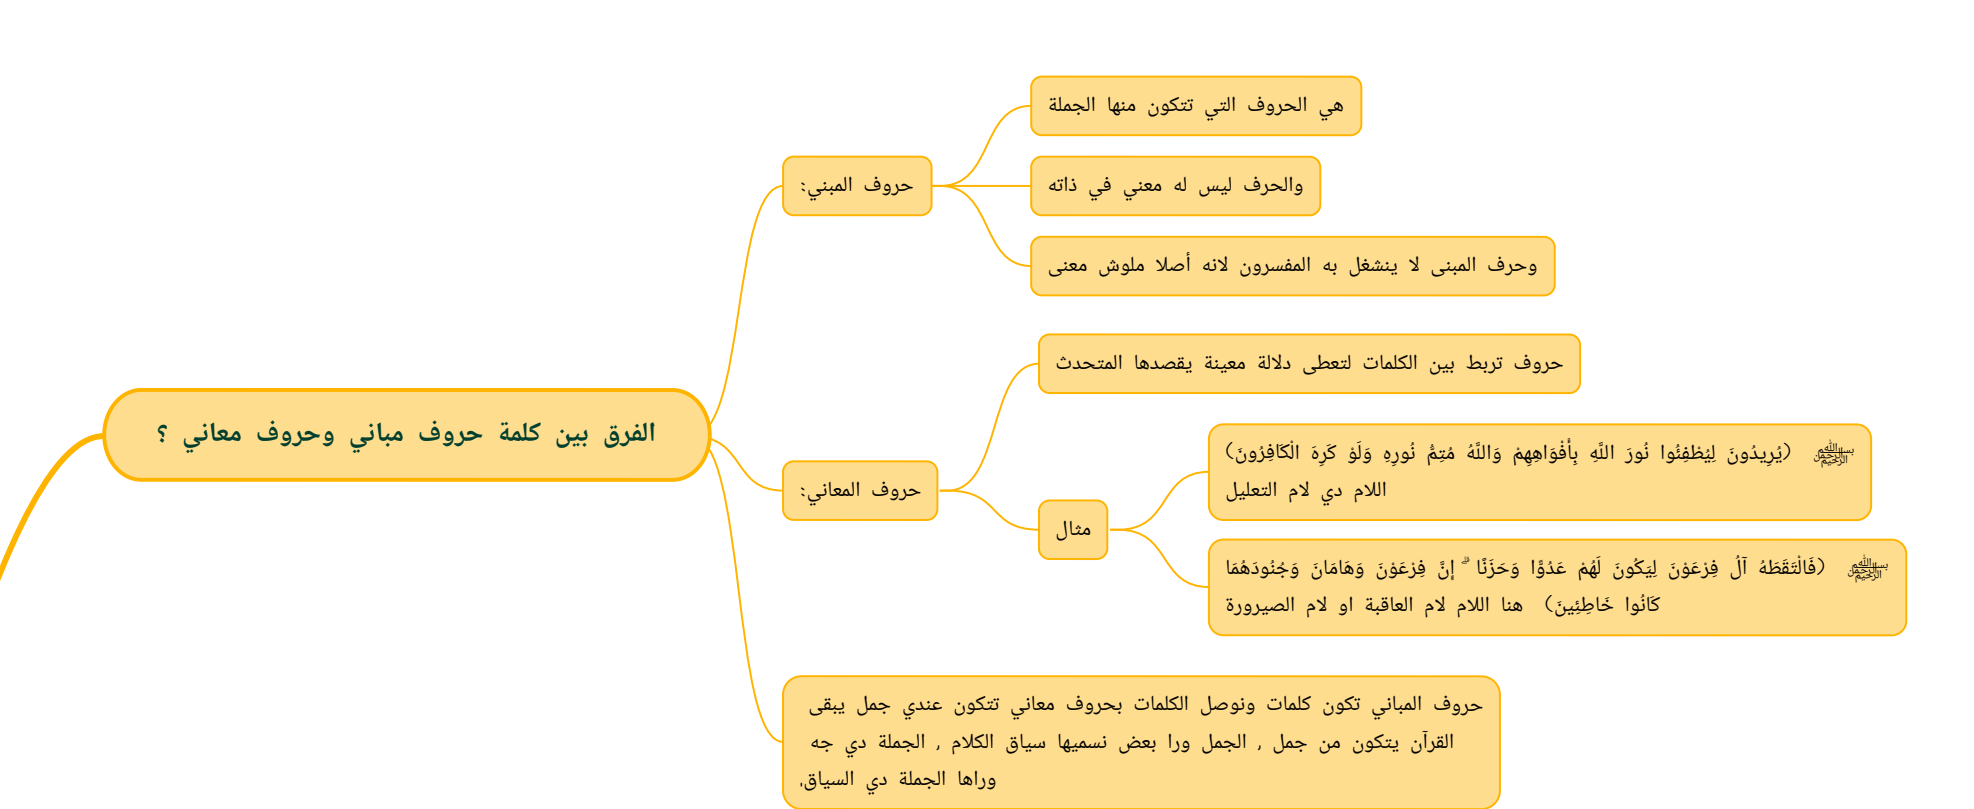 هي الحروف التي تتكون منها الجملة
حروف المبني:
والحرف ليس له معني في ذاته
وحرف المبنى لا ينشغل به المفسرون لانه أصلا ملوش معنى
حروف تربط بين الكلمات لتعطى دلالة معينة يقصدها المتحدث
الفرق بين كلمة حروف مباني وحروف معاني ؟
حروف المعاني:
مثال
﷽ (يُرِيدُونَ لِيُطْفِئُوا نُورَ اللَّهِ بِأَفْوَاهِهِمْ وَاللَّهُ مُتِمُّ نُورِهِ وَلَوْ كَرِهَ الْكَافِرُونَ)
اللام دي لام التعليل
﷽ (فَالْتَقَطَهُ آلُ فِرْعَوْنَ لِيَكُونَ لَهُمْ عَدُوًّا وَحَزَنًا ۗ إِنَّ فِرْعَوْنَ وَهَامَانَ وَجُنُودَهُمَا
كَانُوا خَاطِئِينَ) هنا اللام لام العاقبة او لام الصيرورة
حروف المباني تكون كلمات ونوصل الكلمات بحروف معاني تتكون عندي جمل يبقى
القرآن يتكون من جمل , الجمل ورا بعض نسميها سياق الكلام , الجملة دي جه
وراها الجملة دي السياق.